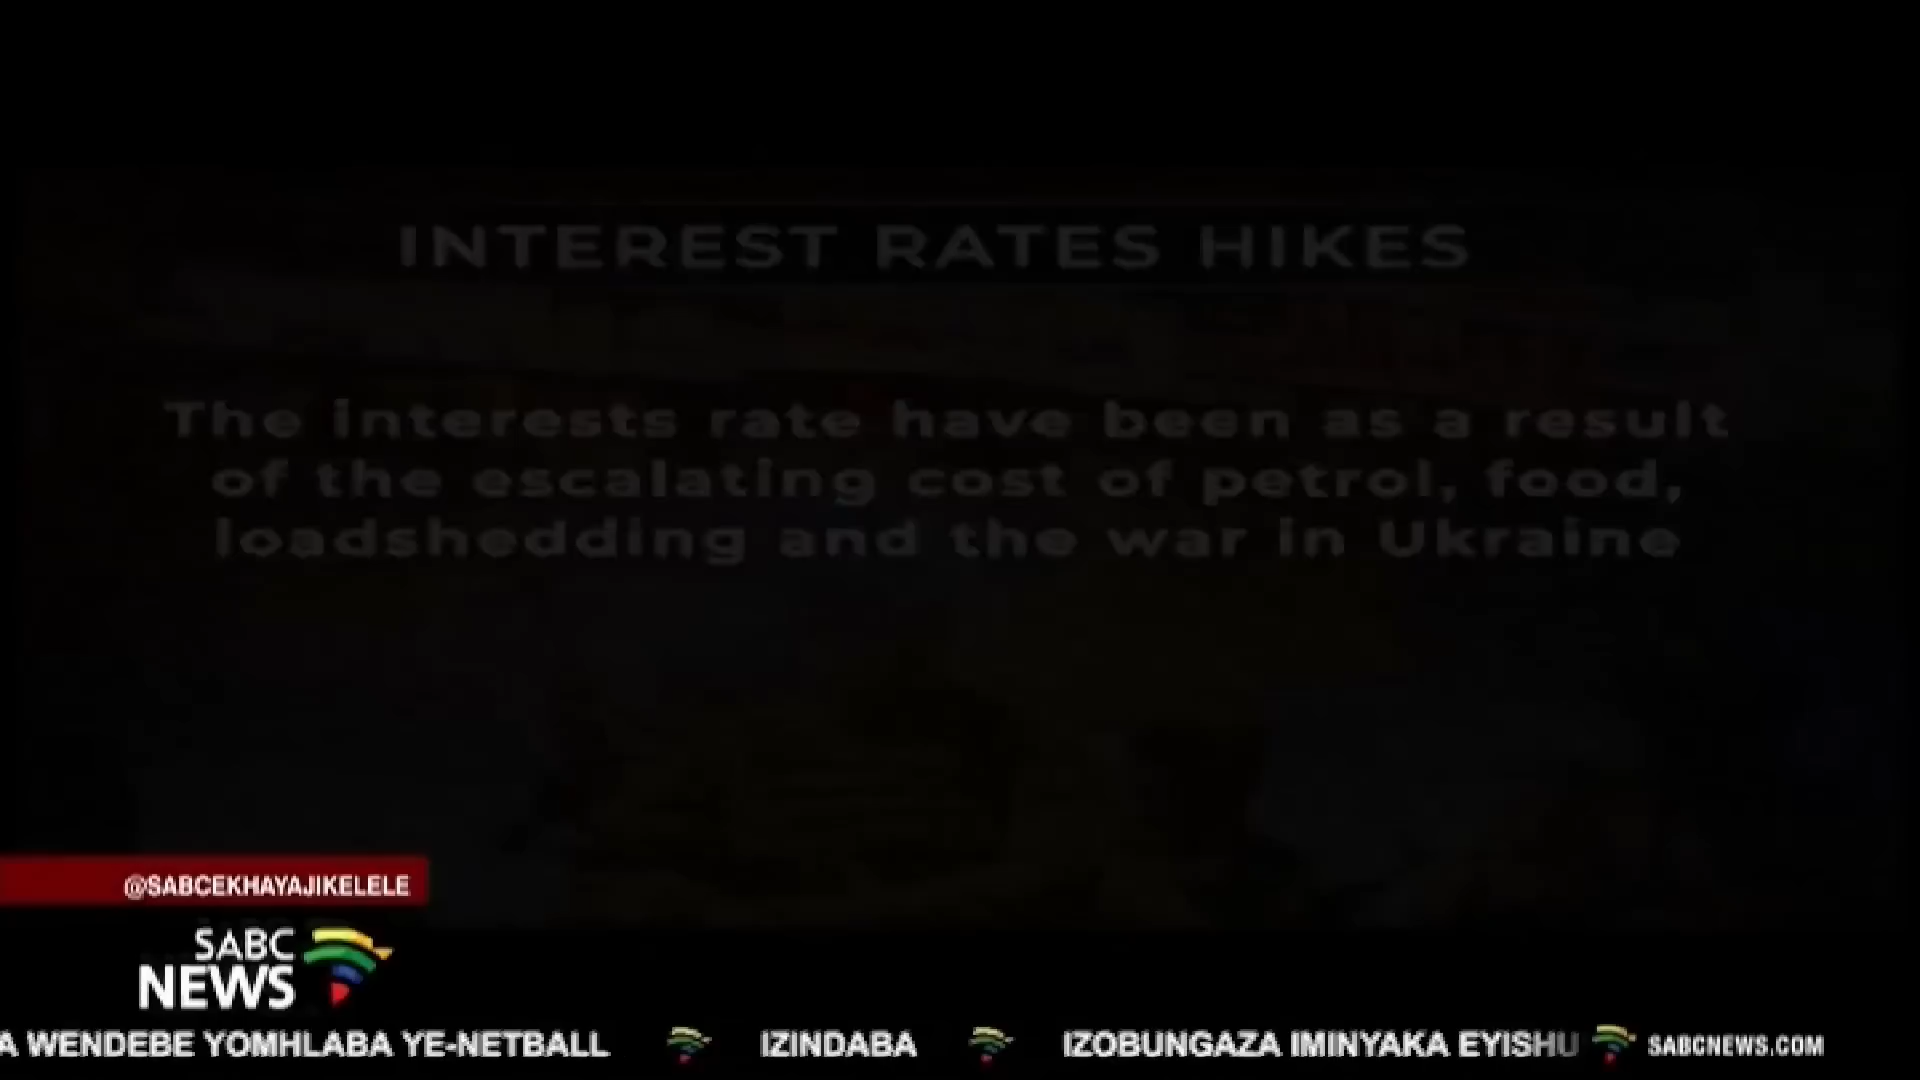 INTEREST RATES HIKES
The interests rate have been as a result
of the escalating cost of petrol, food,
loadshedding and the war in Ukraine
@SABCEKHAYAJIKELELE
SABC
NEWS
A WENDEBE YOMHLABA YE-NETBALL IZINDABA IZOBUNGAZA IMINYAKA EYISHU SABCNEWS.COM